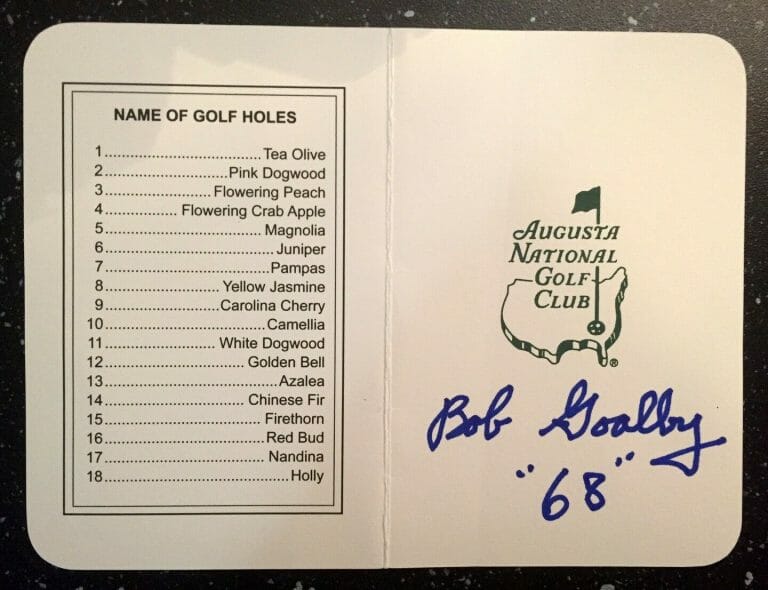 NAME OF GOLF HOLES
1..........................................Tea Olive
2.................................Pink Dogwood
3.............................Flowering Peach
4.................... Flowering Crab Apple
5...........................................Magnolia
6..............................................Juniper
7.............................................Pampas
8................................Yellow Jasmine
9...............................Carolina Cherry
10...........................................Camellia
11.............................. White Dogwood
12......................................Golden Bell
13...............................................Azalea
14..................................... Chinese Fir
15.......................................... Firethorn
16...........................................Red Bud
17............................................Nandina
18.................................................Holly
AUGUSTA
NATIONAL
GOLF
CLUB
®
Bob Goalby
"68"